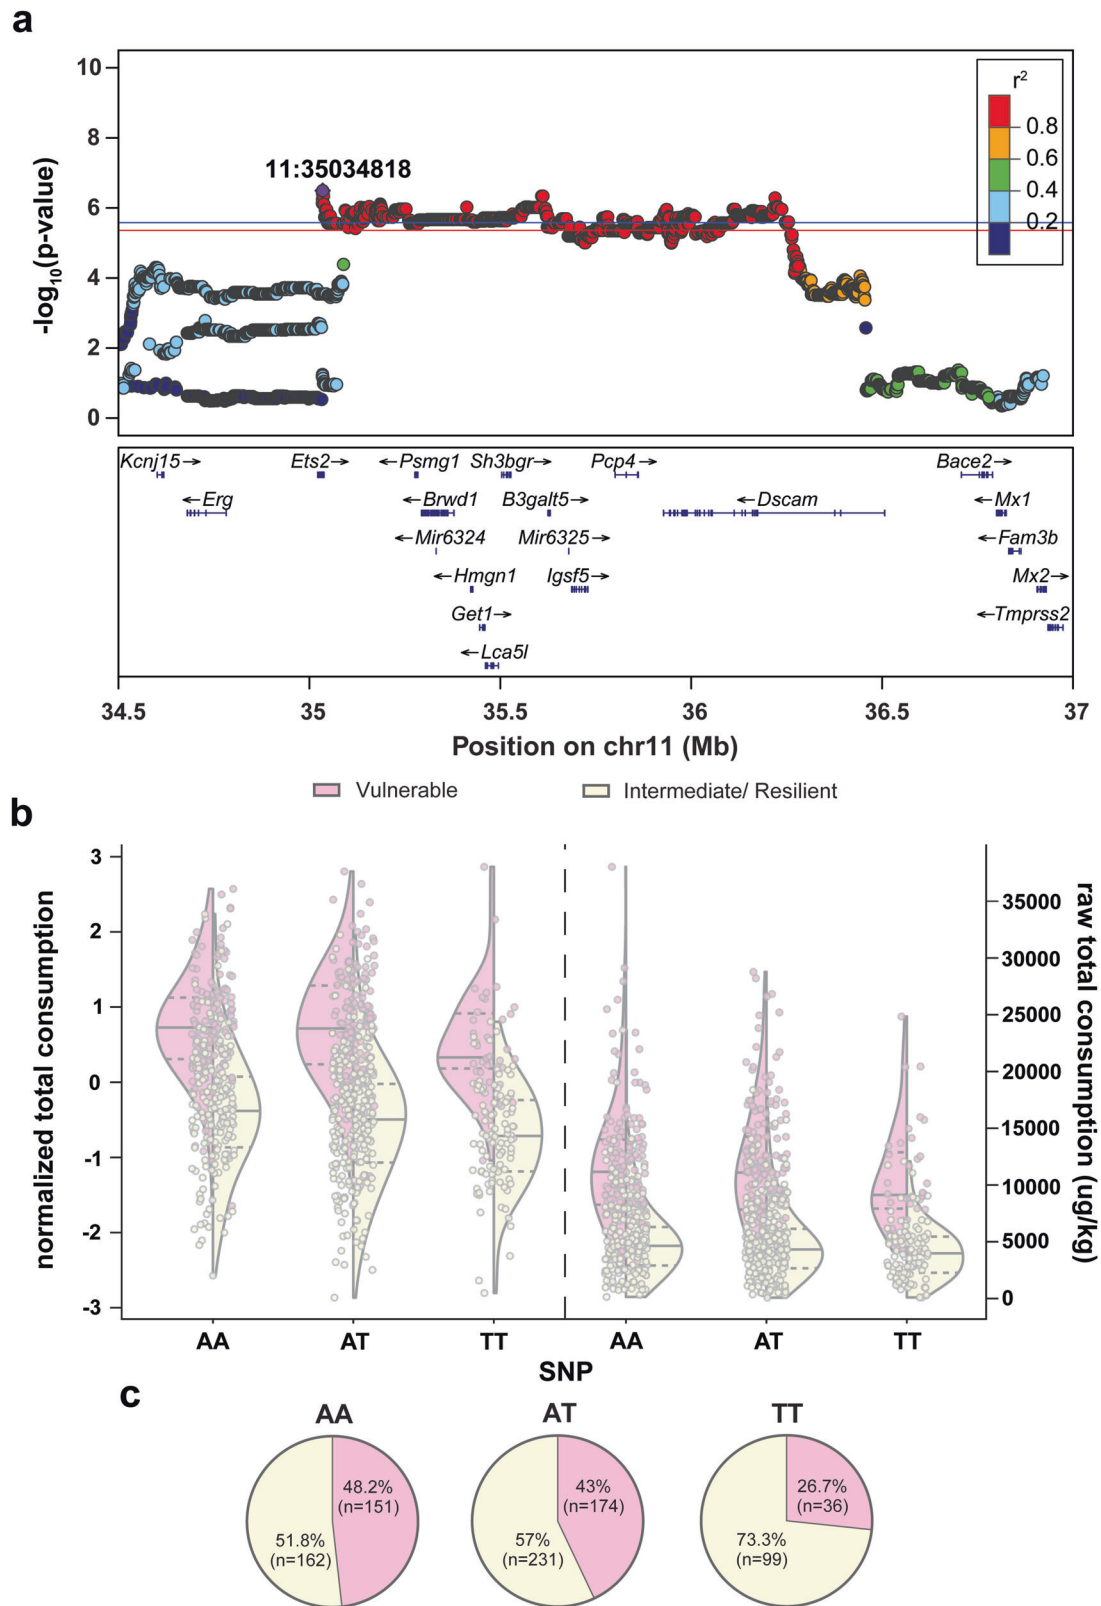 a
10
8
6
4
2
0
-log10(p-value)
11:35034818
r2
0.8
0.6
0.4
0.2
Kcnj15→ Ets2→ ←Psmg1 Sh3bgr→ Pcp4→ Bace2→
←Erg ←Brwd1 B3galt5→ ←Dscam ←Mx1
←Mir6324 Mir6325→ ←Fam3b
←Hmgn1 Igsf5→ Mx2→
Get1→ ←Tmprss2
←Lca5l
34.5 35 35.5 36 36.5 37
Position on chr11 (Mb)
Vulnerable Intermediate/ Resilient
b
normalized total consumption
3
2
1
0
-1
-2
-3
35000
30000
25000
20000
15000
10000
5000
0
raw total consumption (ug/kg)
AA AT TT AA AT TT
SNP
c
AA AT TT
48.2%
(n=151)
51.8%
(n=162)
43%
(n=174)
57%
(n=231)
26.7%
(n=36)
73.3%
(n=99)